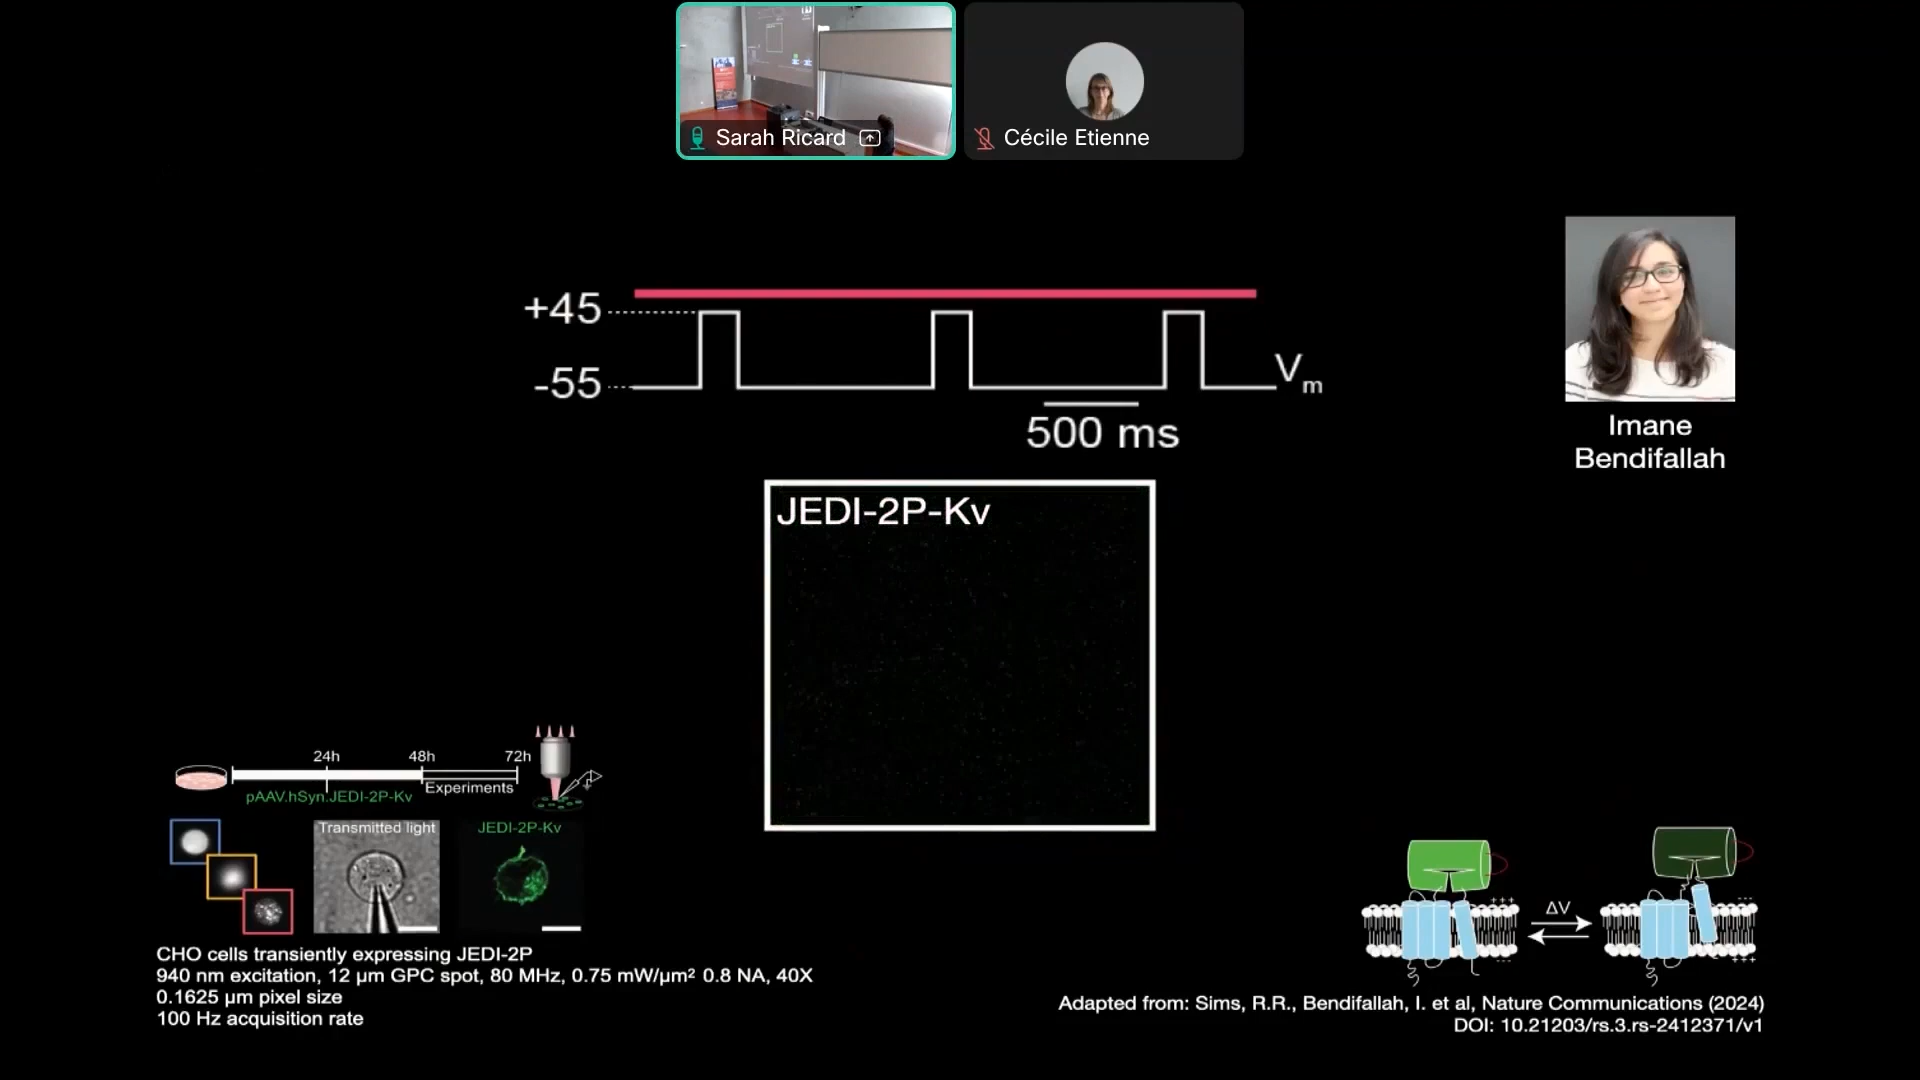 Sarah Ricard
Cécile Etienne
+45
-55
Vm
500 ms
Imane
Bendifallah
JEDI-2P-Kv
24h
48h
72h
Experiments
pAAV.hSyn.JEDI-2P-Kv
Transmitted light
JEDI-2P-Kv
CHO cells transiently expressing JEDI-2P
940 nm excitation, 12 µm GPC spot, 80 MHz, 0.75 mW/µm² 0.8 NA, 40X
0.1625 µm pixel size
100 Hz acquisition rate
+++
---
ΔV
---
+++
Adapted from: Sims, R.R., Bendifallah, I. et al, Nature Communications (2024)
DOI: 10.21203/rs.3.rs-2412371/v1